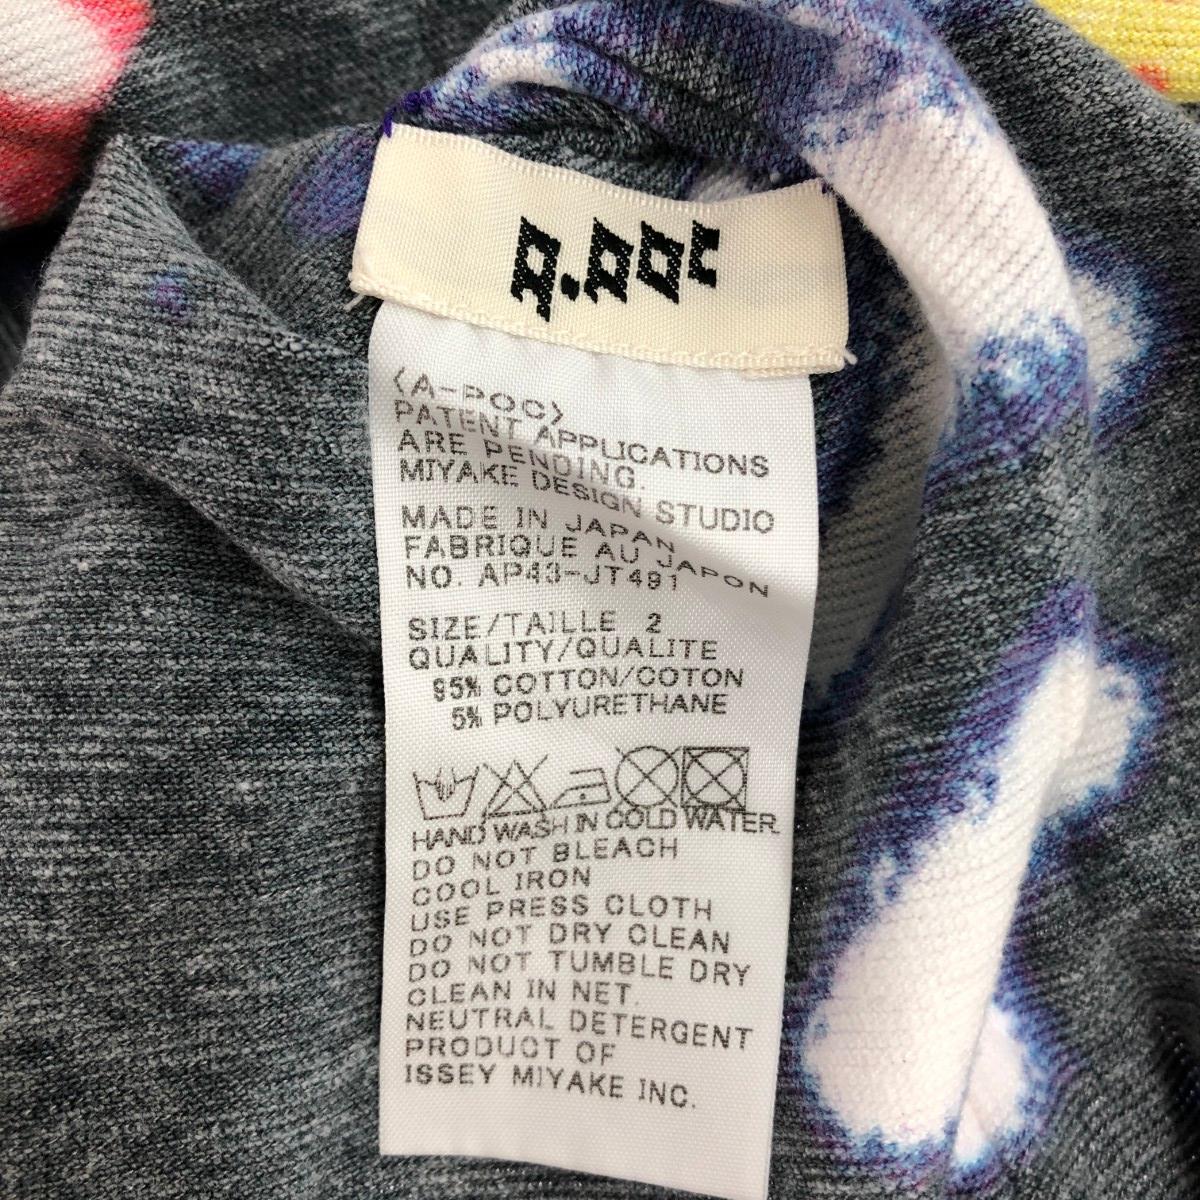 a.poc
<A-POC>
PATENT APPLICATIONS
ARE PENDING.
MIYAKE DESIGN STUDIO
MADE IN JAPAN
FABRIQUE AU JAPON
NO. AP43-JT491
SIZE/TAILLE 2
QUALITY/QUALITE
95% COTTON/COTON
5% POLYURETHANE
HAND WASH IN COLD WATER.
DO NOT BLEACH
COOL IRON
USE PRESS CLOTH
DO NOT DRY CLEAN
DO NOT TUMBLE DRY
CLEAN IN NET.
NEUTRAL DETERGENT
PRODUCT OF
ISSEY MIYAKE INC.